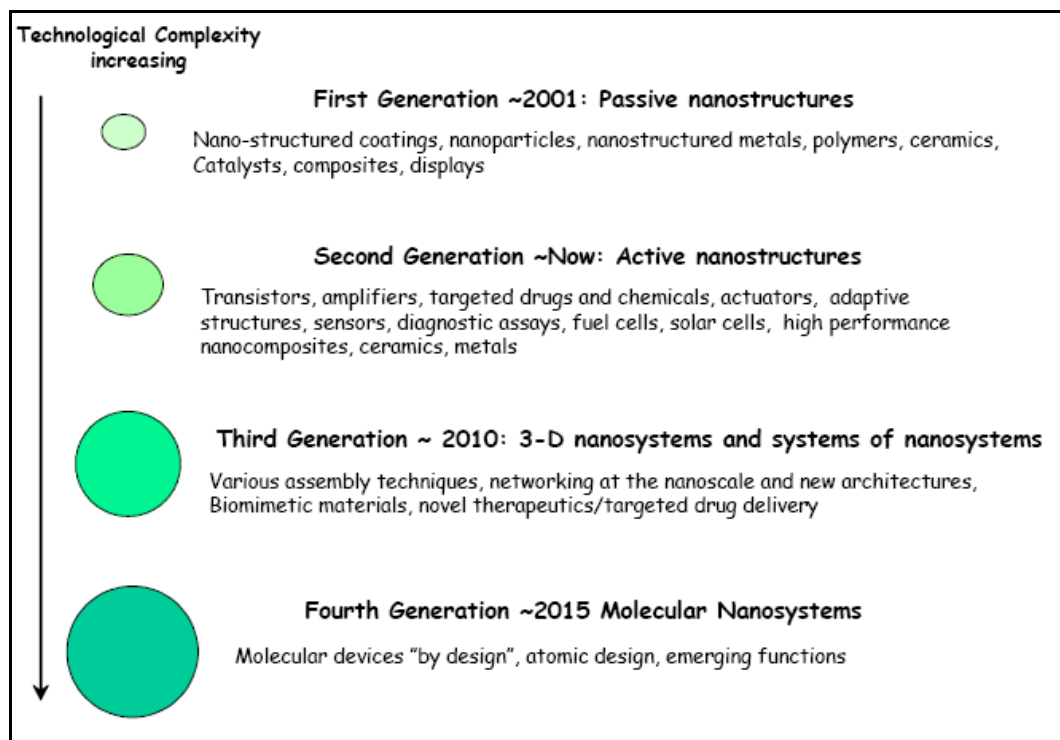 Technological Complexity
increasing
First Generation ~2001: Passive nanostructures
Nano-structured coatings, nanoparticles, nanostructured metals, polymers, ceramics,
Catalysts, composites, displays
Second Generation ~Now: Active nanostructures
Transistors, amplifiers, targeted drugs and chemicals, actuators, adaptive
structures, sensors, diagnostic assays, fuel cells, solar cells, high performance
nanocomposites, ceramics, metals
Third Generation ~ 2010: 3-D nanosystems and systems of nanosystems
Various assembly techniques, networking at the nanoscale and new architectures,
Biomimetic materials, novel therapeutics/targeted drug delivery
Fourth Generation ~2015 Molecular Nanosystems
Molecular devices “by design”, atomic design, emerging functions